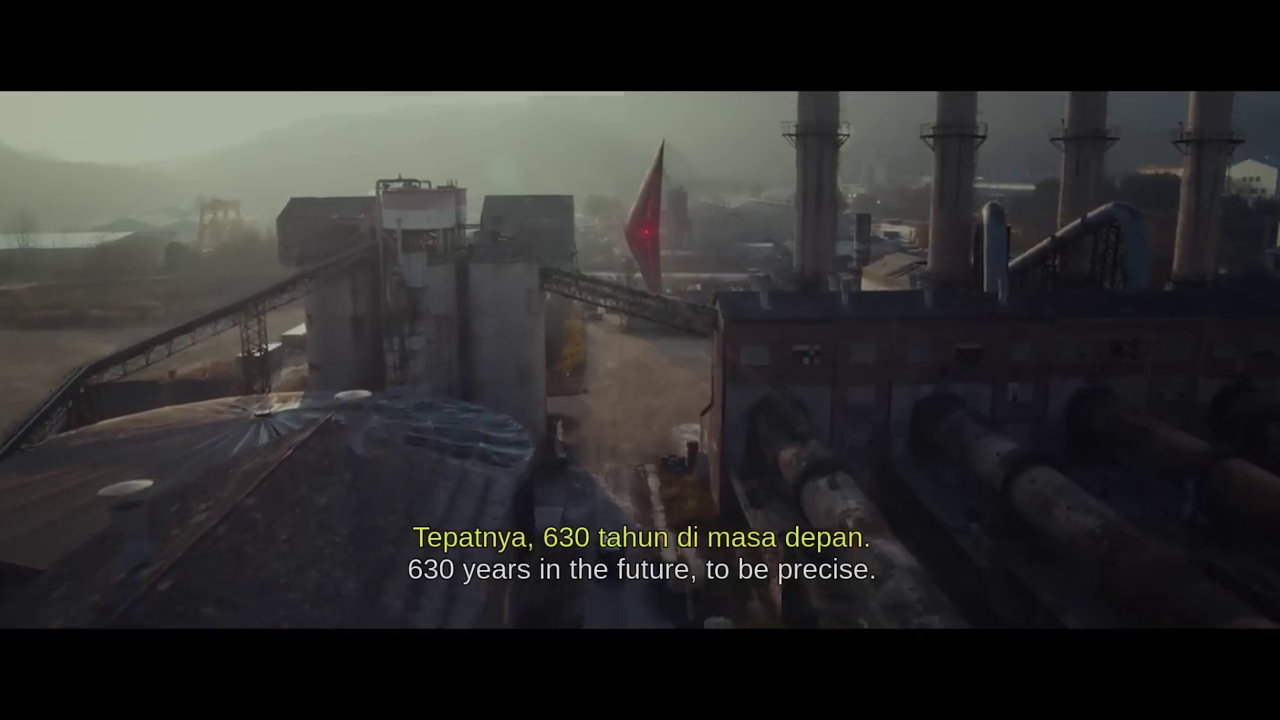 Tepatnya, 630 tahun di masa depan.
630 years in the future, to be precise.